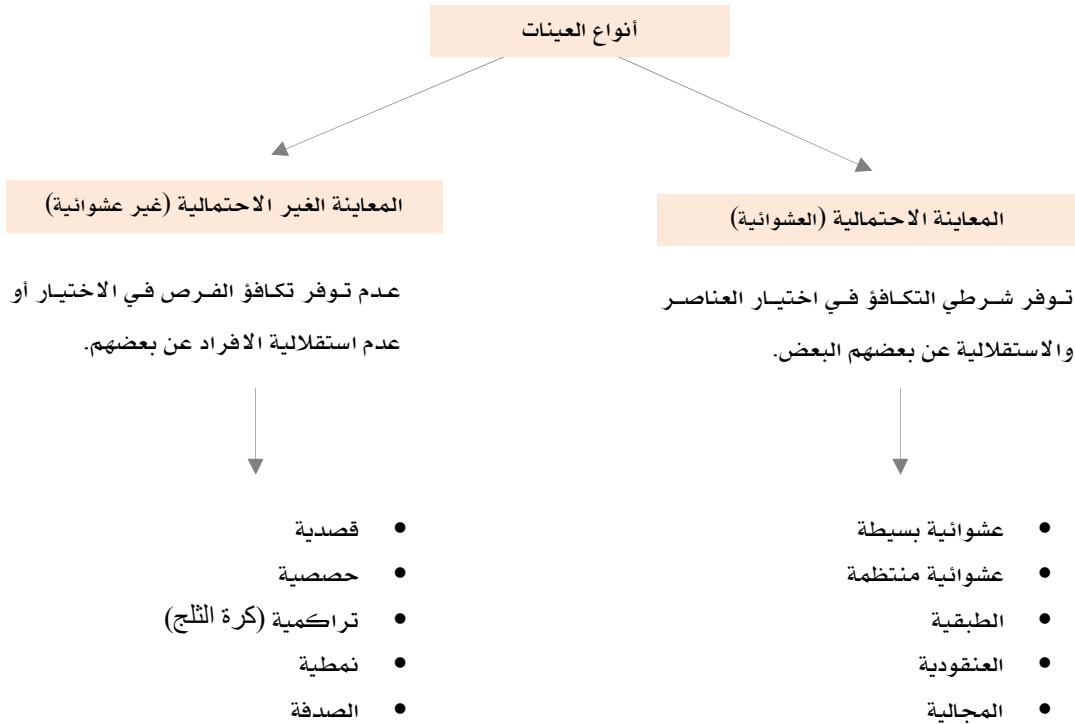 أنواع العينات
المعاينة الاحتمالية (العشوائية)
توفر شرطي التكافؤ في اختيار العناصر
والاستقلالية عن بعضهم البعض.
عشوائية بسيطة
عشوائية منتظمة
الطبقية
العنقودية
المجالية
المعاينة الغير الاحتمالية (غير عشوائية)
عدم توفر تكافؤ الفرص في الاختيار أو
عدم استقلالية الافراد عن بعضهم.
قصدية
حصصية
تراكمية (كرة الثلج)
نمطية
الصدفة